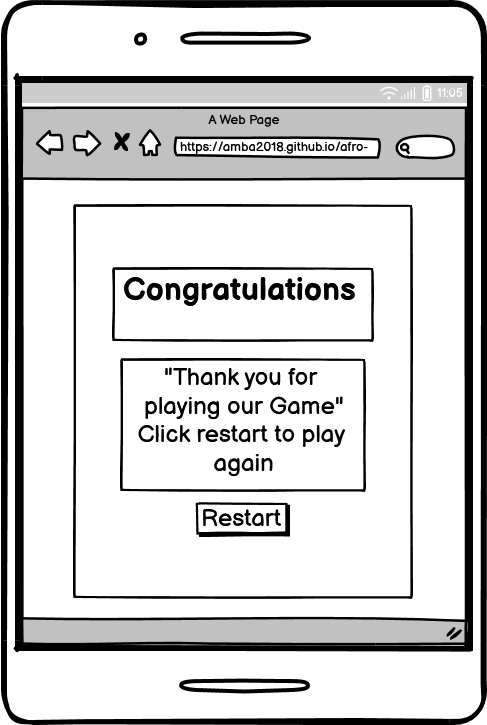 11:05
A Web Page
https://amba2018.github.io/afro-
Congratulations
"Thank you for
playing our Game"
Click restart to play
again
Restart